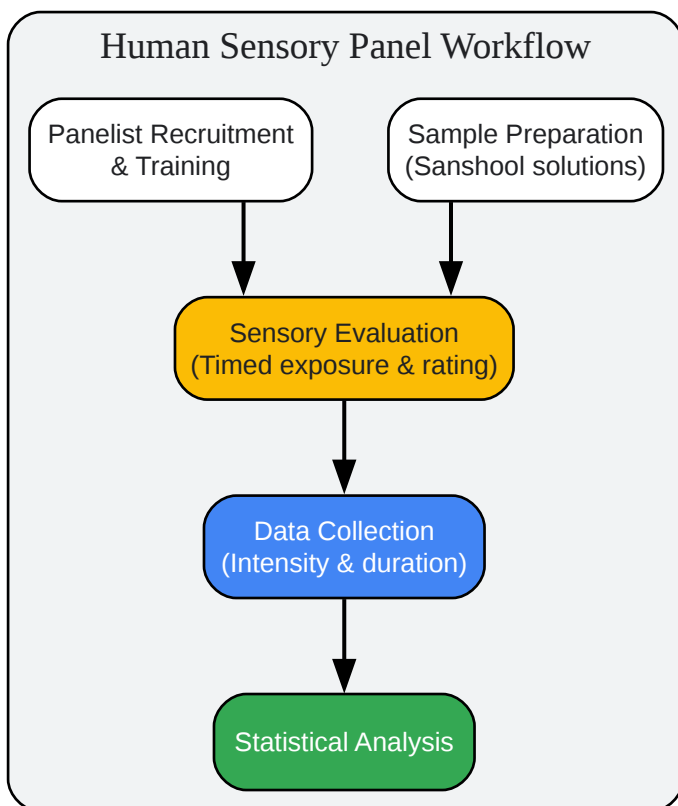 Human Sensory Panel Workflow
Panelist Recruitment
& Training
Sample Preparation
(Sanshool solutions)
Sensory Evaluation
(Timed exposure & rating)
Data Collection
(Intensity & duration)
Statistical Analysis